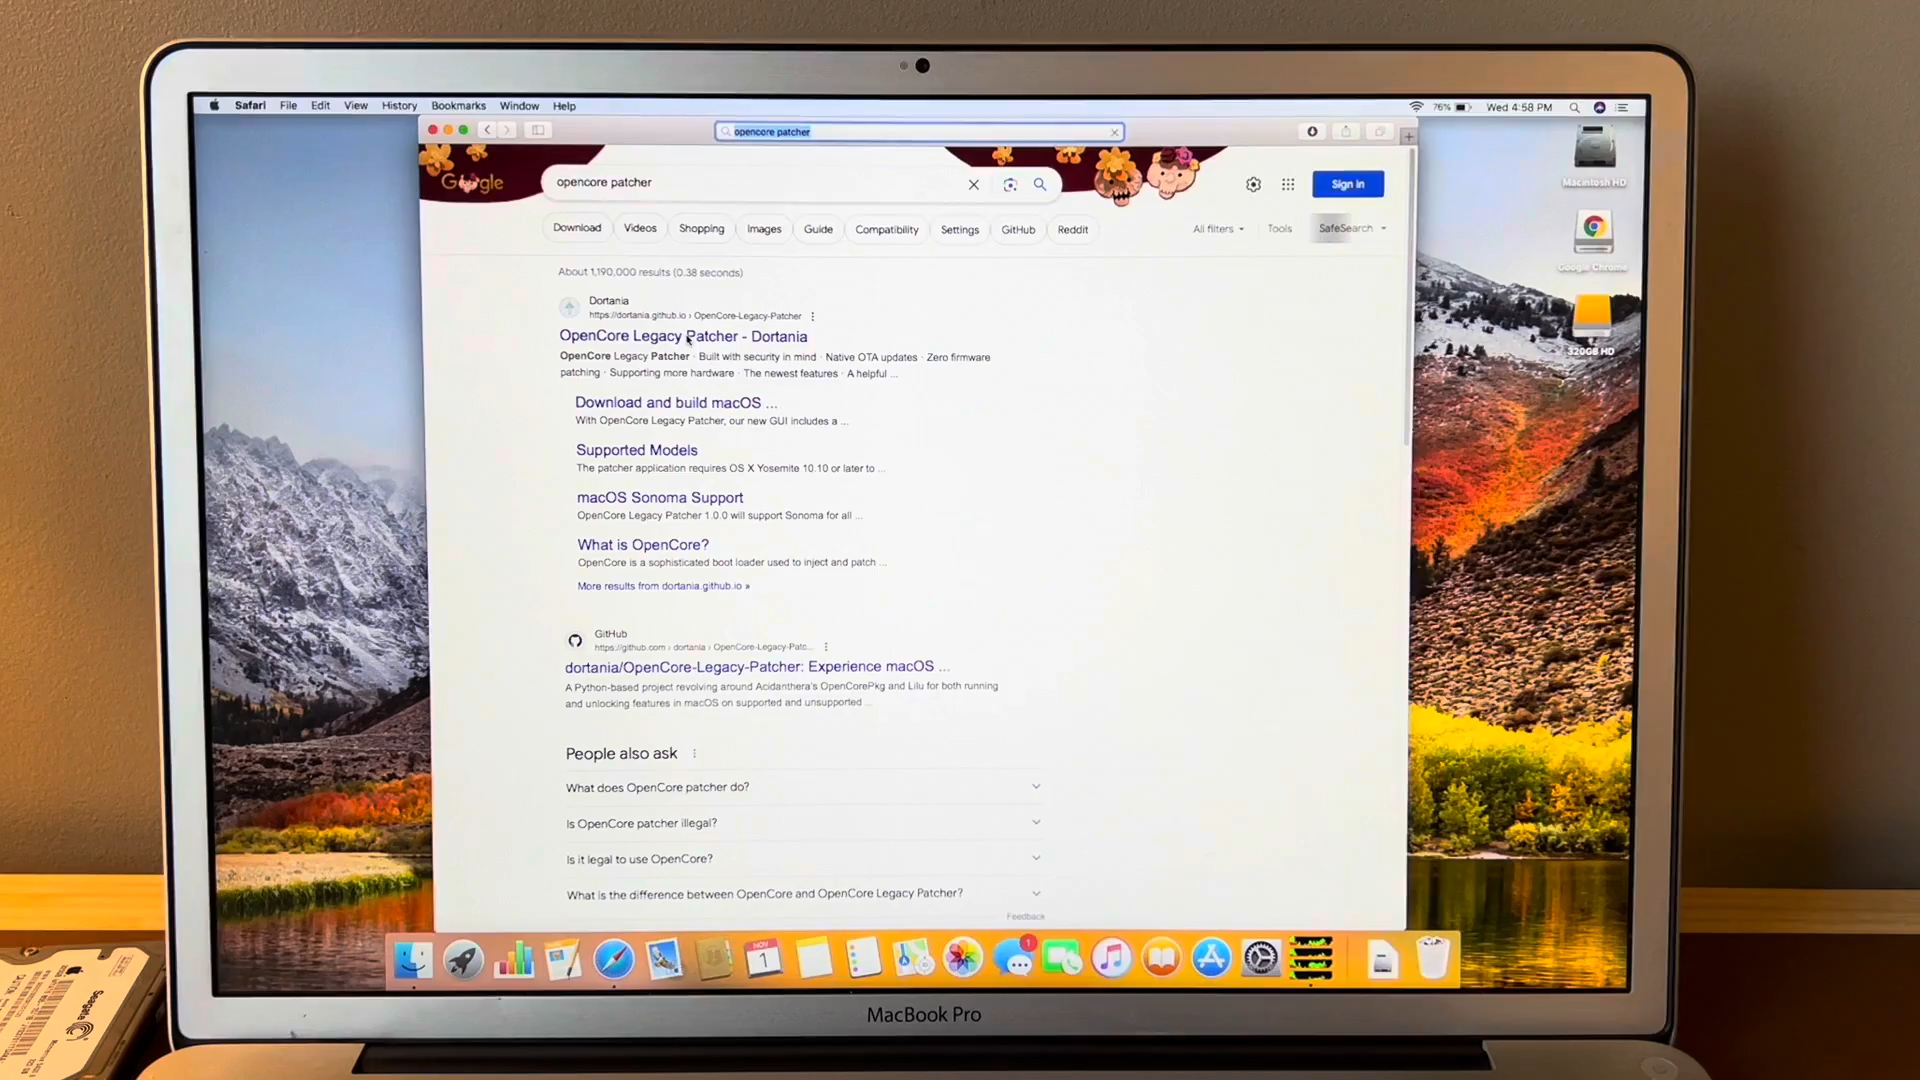 Safari File Edit View History Bookmarks Window Help
76% Wed 4:58 PM
opencore patcher
Google
opencore patcher
Sign in
Download Videos Shopping Images Guide Compatibility Settings GitHub Reddit
All filters Tools SafeSearch
About 1,190,000 results (0.38 seconds)
Dortania
https://dortania.github.io › OpenCore-Legacy-Patcher
OpenCore Legacy Patcher - Dortania
OpenCore Legacy Patcher · Built with security in mind · Native OTA updates · Zero firmware
patching · Supporting more hardware · The newest features · A helpful ...
Download and build macOS ...
With OpenCore Legacy Patcher, our new GUI includes a ...
Supported Models
The patcher application requires OS X Yosemite 10.10 or later to ...
macOS Sonoma Support
OpenCore Legacy Patcher 1.0.0 will support Sonoma for all ...
What is OpenCore?
OpenCore is a sophisticated boot loader used to inject and patch ...
More results from dortania.github.io »
GitHub
https://github.com › dortania › OpenCore-Legacy-Patc...
dortania/OpenCore-Legacy-Patcher: Experience macOS ...
A Python-based project revolving around Acidanthera's OpenCorePkg and Lilu for both running
and unlocking features in macOS on supported and unsupported ...
People also ask
What does OpenCore patcher do?
Is OpenCore patcher illegal?
Is it legal to use OpenCore?
What is the difference between OpenCore and OpenCore Legacy Patcher?
Feedback
Macintosh HD
Google Chrome
320GB HD
NOV
1
1
MacBook Pro
Seagate